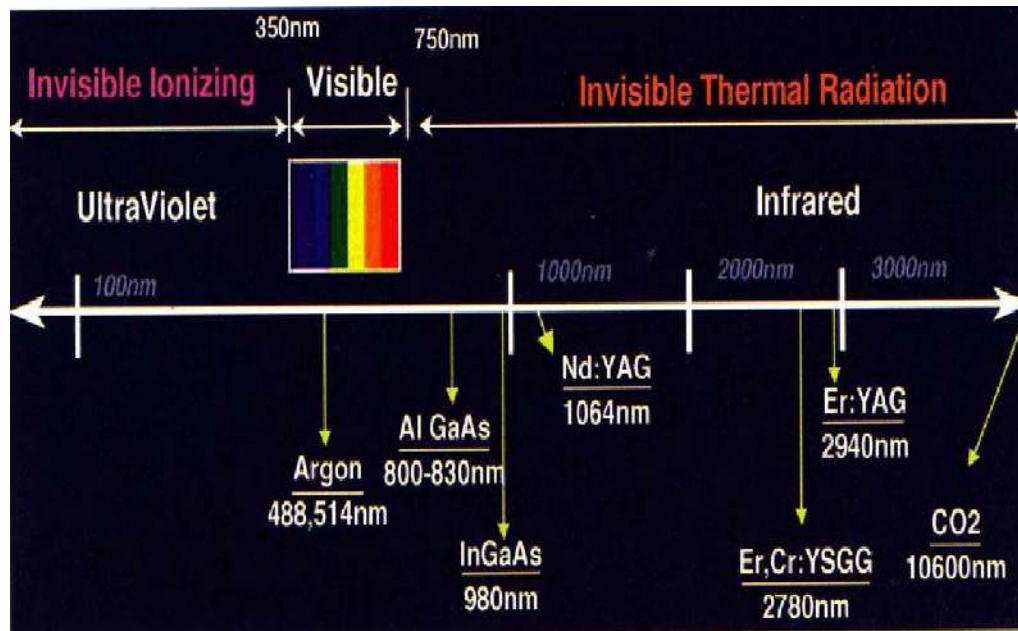 350nm
750nm
Invisible Ionizing
Visible
Invisible Thermal Radiation
UltraViolet
Infrared
100nm
1000nm
2000nm
3000nm
Nd:YAG
1064nm
Er:YAG
2940nm
Al GaAs
800-830nm
Argon
488,514nm
InGaAs
980nm
Er,Cr:YSGG
2780nm
CO2
10600nm